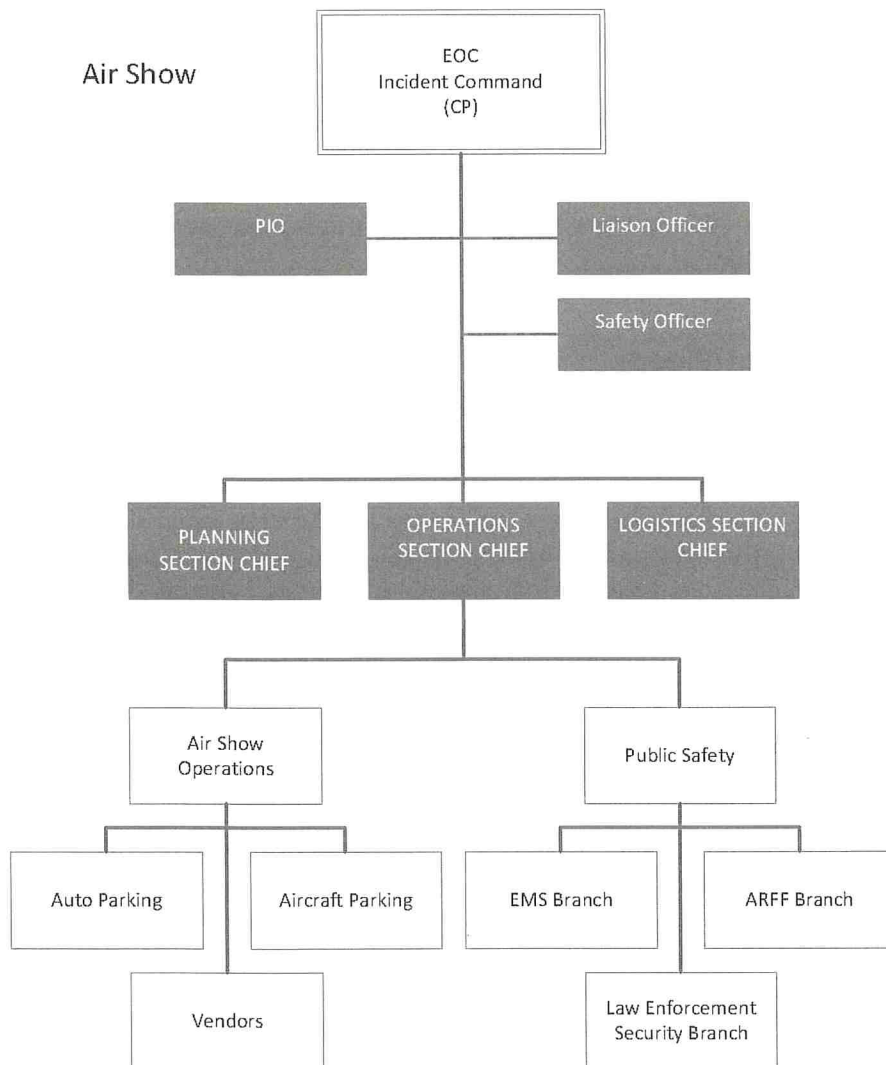 Air Show
EOC
Incident Command
(CP)
PIO
Liaison Officer
Safety Officer
PLANNING
SECTION CHIEF
OPERATIONS
SECTION CHIEF
LOGISTICS SECTION
CHIEF
Air Show
Operations
Public Safety
Auto Parking
Aircraft Parking
EMS Branch
ARFF Branch
Vendors
Law Enforcement
Security Branch